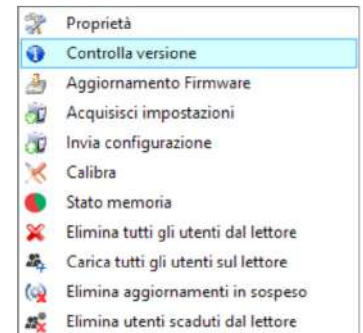 Proprietà
Controlla versione
Aggiornamento Firmware
Acquisisci impostazioni
Invia configurazione
Calibra
Stato memoria
Elimina tutti gli utenti dal lettore
Carica tutti gli utenti sul lettore
Elimina aggiornamenti in sospeso
Elimina utenti scaduti dal lettore